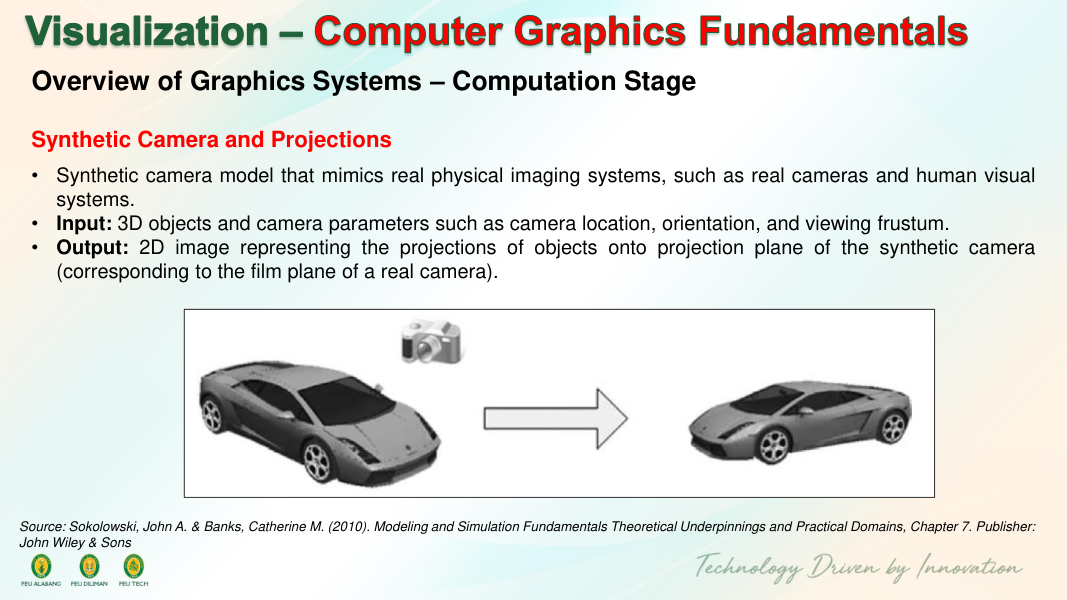 Visualization – Computer Graphics Fundamentals
Overview of Graphics Systems – Computation Stage
Synthetic Camera and Projections
• Synthetic camera model that mimics real physical imaging systems, such as real cameras and human visual
systems.
• Input: 3D objects and camera parameters such as camera location, orientation, and viewing frustum.
• Output: 2D image representing the projections of objects onto projection plane of the synthetic camera
(corresponding to the film plane of a real camera).
Source: Sokolowski, John A. & Banks, Catherine M. (2010). Modeling and Simulation Fundamentals Theoretical Underpinnings and Practical Domains, Chapter 7. Publisher:
John Wiley & Sons
FEU ALABANG FEU DILIMAN FEU TECH
Technology Driven by Innovation